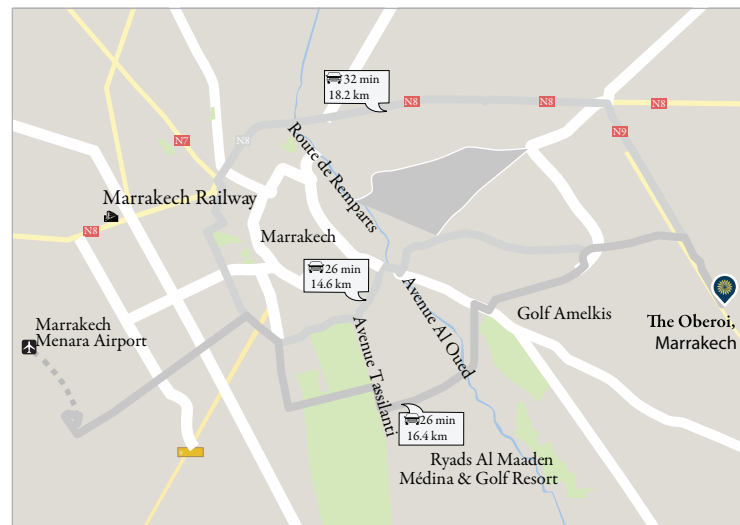 32 min
18.2 km
N8
N8
N8
N9
N7
N8
Route de Remparts
Marrakech Railway
N8
Marrakech
26 min
14.6 km
Avenue Al Oued
Golf Amelkis
The Oberoi,
Marrakech
Marrakech
Menara Airport
Avenue Tassilanti
26 min
16.4 km
Ryads Al Maaden
Médina & Golf Resort